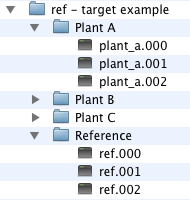 ref - target example
Plant A
plant_a.000
plant_a.001
plant_a.002
Plant B
Plant C
Reference
ref.000
ref.001
ref.002